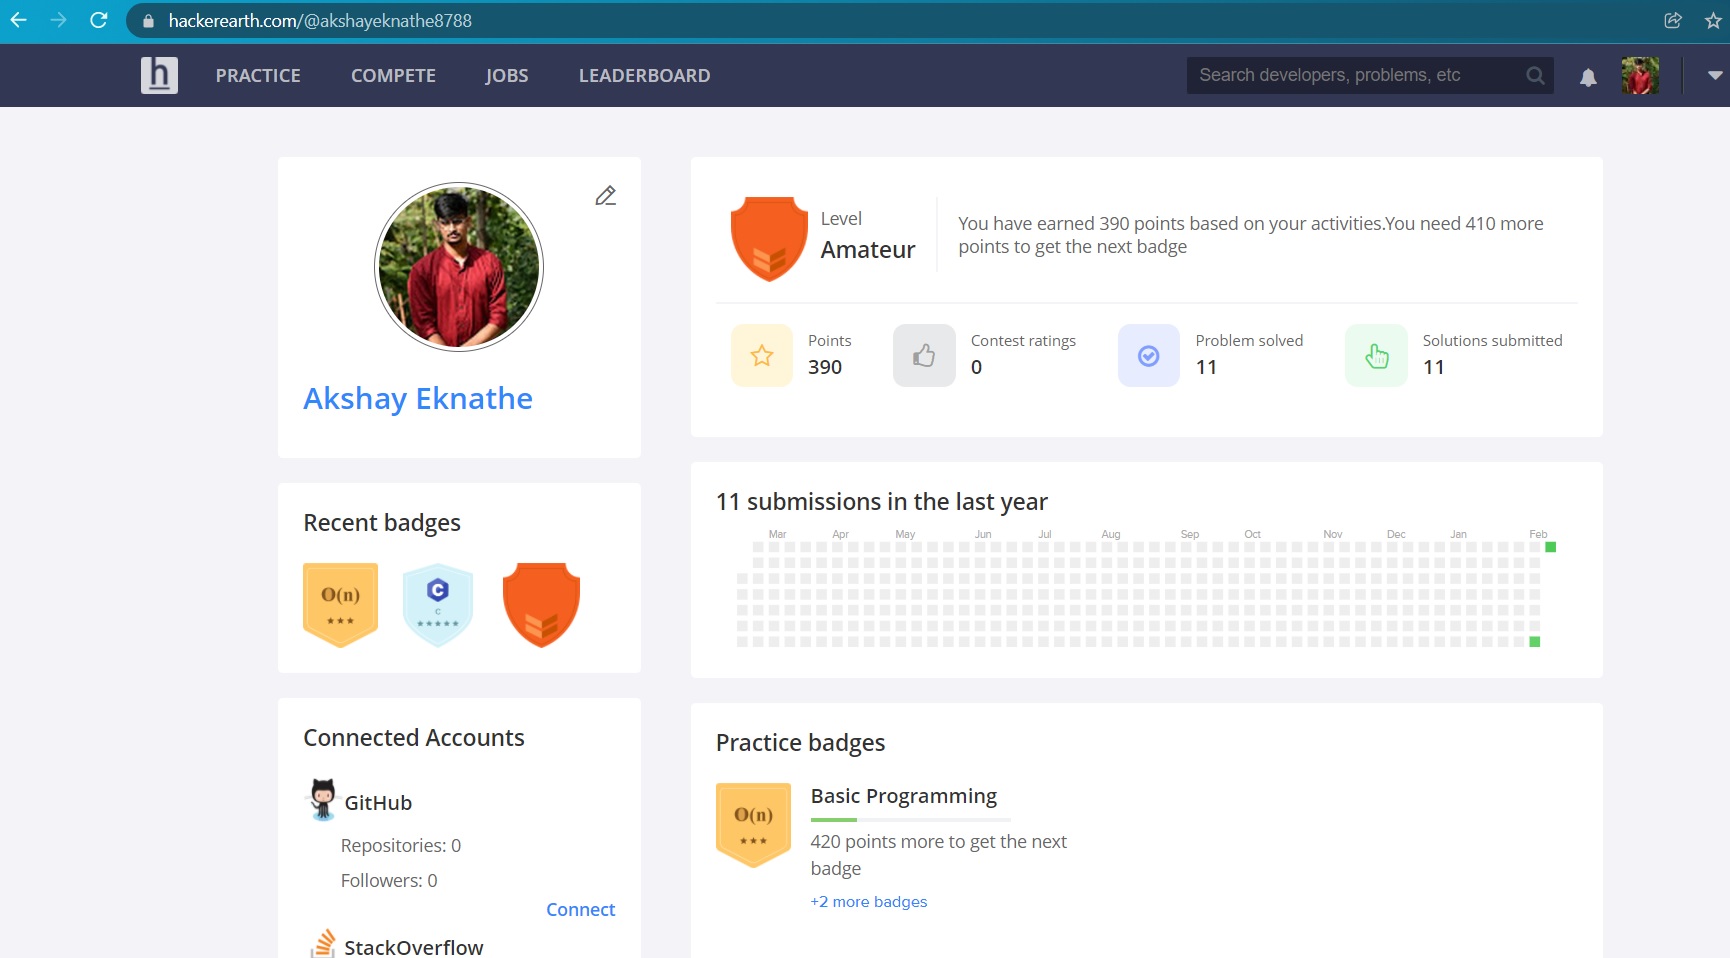 hackerearth.com/@akshayeknathe8788
h
PRACTICE
COMPETE
JOBS
LEADERBOARD
Search developers, problems, etc
Akshay Eknathe
Level
Amateur
You have earned 390 points based on your activities.You need 410 more
points to get the next badge
Points
390
Contest ratings
0
Problem solved
11
Solutions submitted
11
Recent badges
O(n)
C
C
11 submissions in the last year
Mar Apr May Jun Jul Aug Sep Oct Nov Dec Jan Feb
Connected Accounts
GitHub
Repositories: 0
Followers: 0
Connect
StackOverflow
Practice badges
O(n)
Basic Programming
420 points more to get the next
badge
+2 more badges